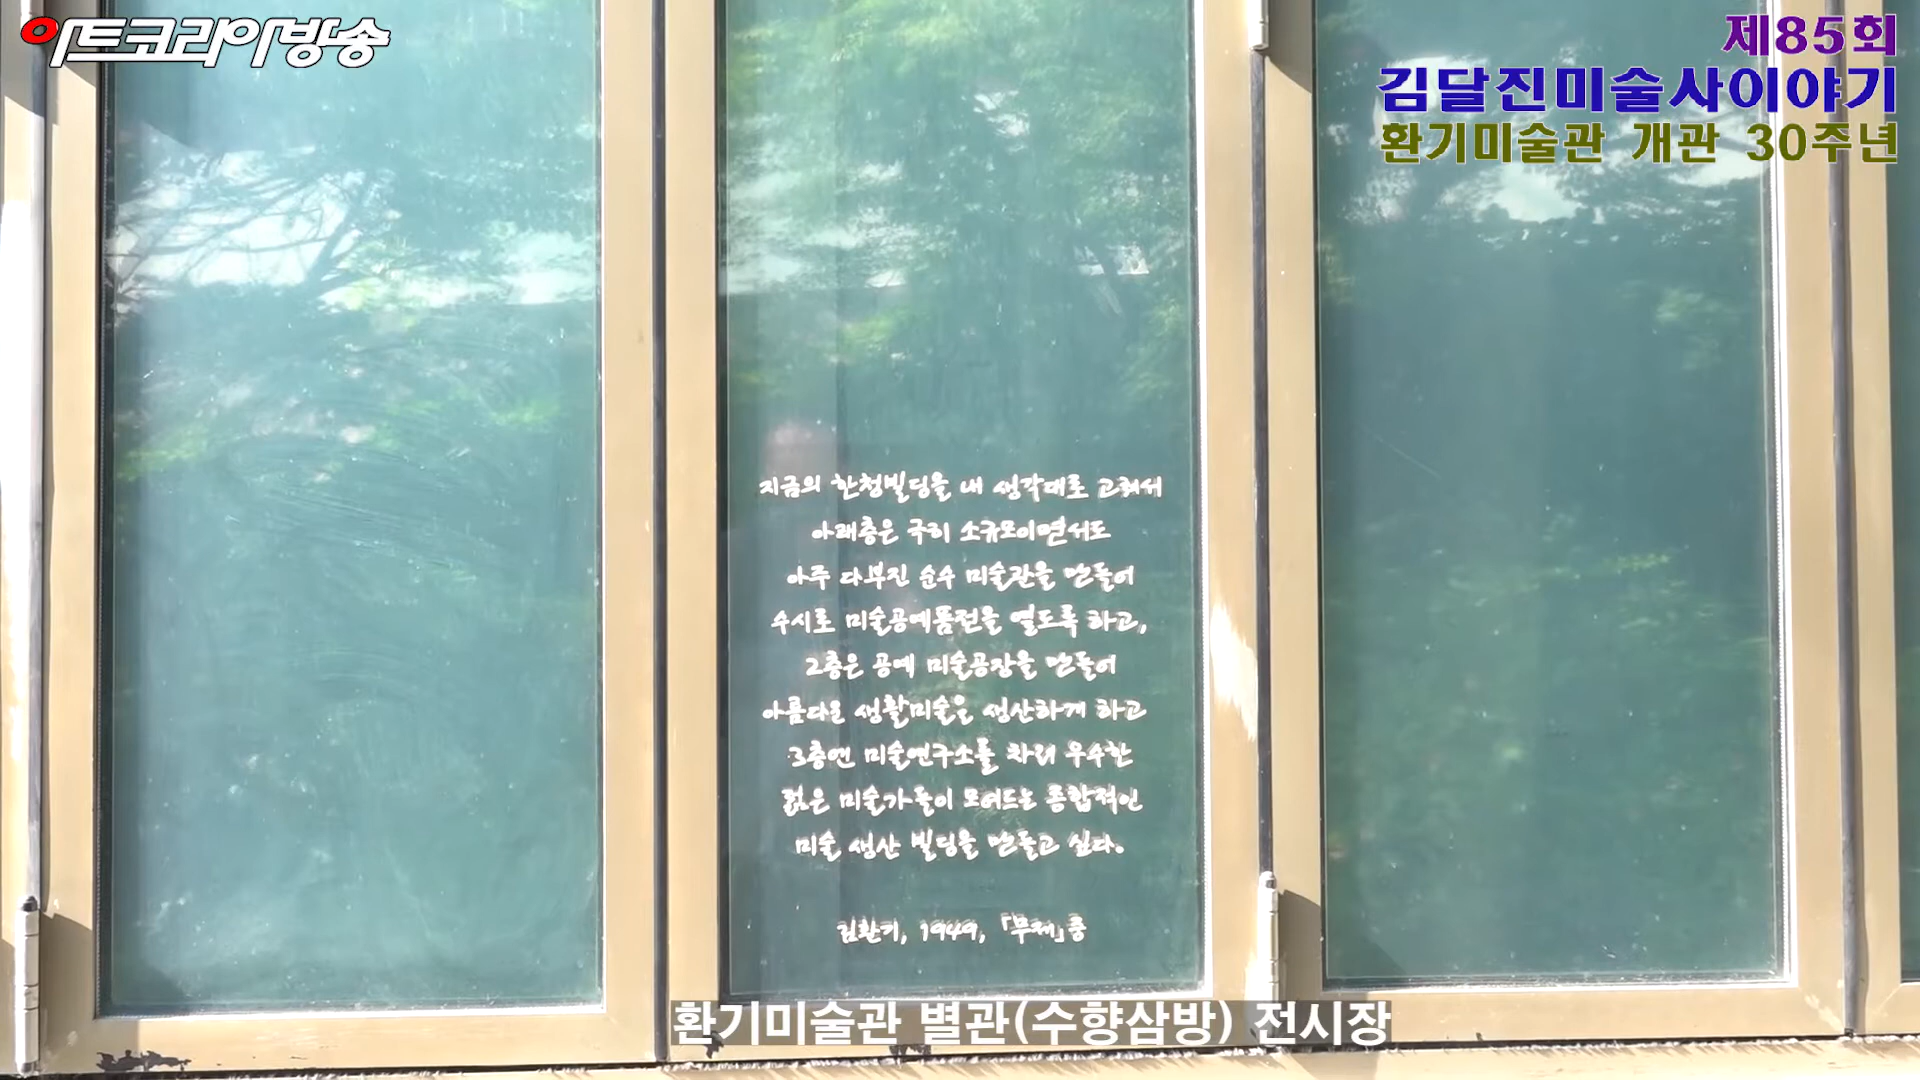 아트코리아방송
제85회
김달진미술사이야기
환기미술관 개관 30주년
지금의 한청빌딩을 내 생각대로 고쳐서
아래층은 극히 소규모이면서도
아주 다부진 순수 미술관을 만들어
수시로 미술공예품전을 열도록 하고,
2층은 공예 미술공장을 만들어
아름다운 생활미술을 생산하게 하고
3층엔 미술연구소를 차려 우수한
젊은 미술가들이 모여드는 종합적인
미술 생산 빌딩을 만들고 싶다.
김환기, 1949, 「무제」중
환기미술관 별관(수향삼방) 전시장